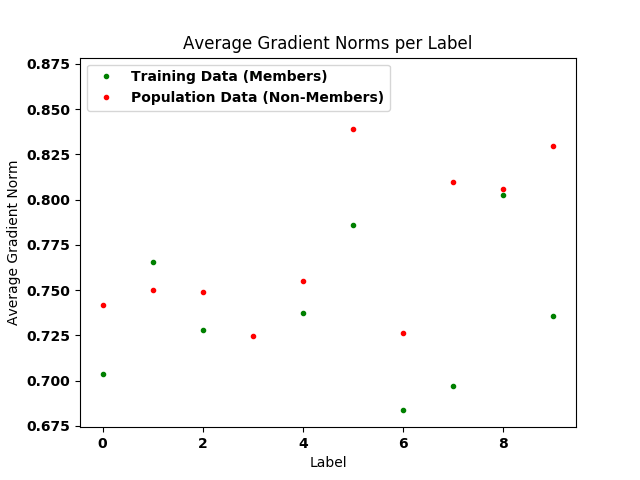 Average Gradient Norms per Label
Training Data (Members)
Population Data (Non-Members)
Average Gradient Norm
0.875
0.850
0.825
0.800
0.775
0.750
0.725
0.700
0.675
0 2 4 6 8
Label